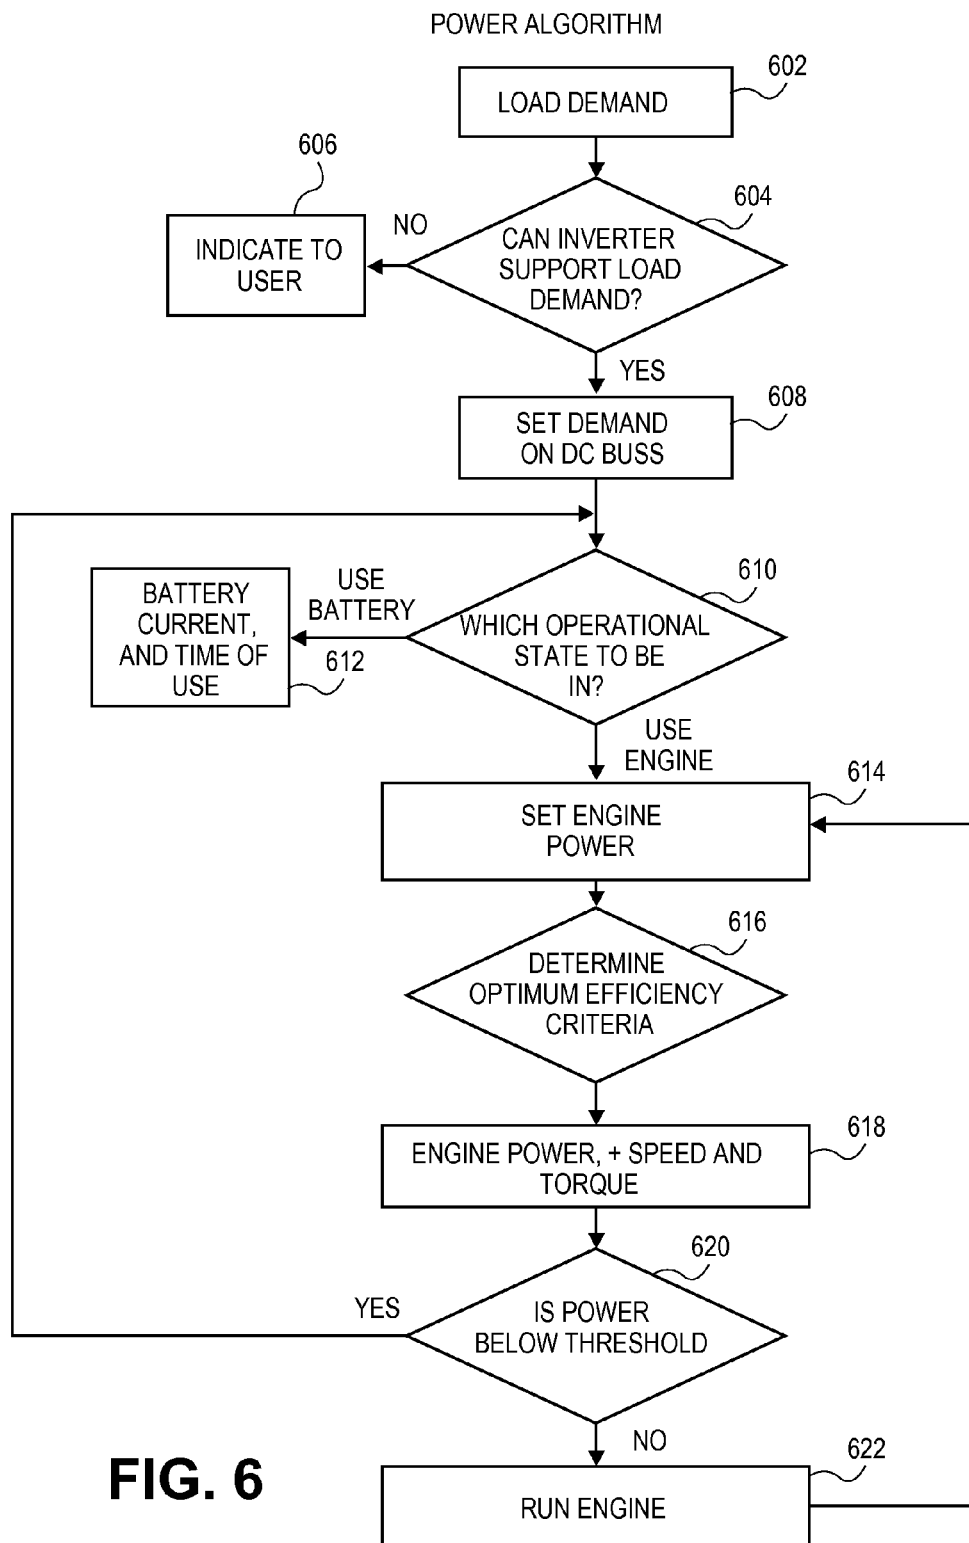 POWER ALGORITHM
602
LOAD DEMAND
606
604
NO
INDICATE TO
USER
CAN INVERTER
SUPPORT LOAD
DEMAND?
YES
608
SET DEMAND
ON DC BUSS
610
USE
BATTERY
BATTERY
CURRENT,
AND TIME OF
USE
612
WHICH OPERATIONAL
STATE TO BE
IN?
USE
ENGINE
614
SET ENGINE
POWER
616
DETERMINE
OPTIMUM EFFICIENCY
CRITERIA
618
ENGINE POWER, + SPEED AND
TORQUE
620
YES
IS POWER
BELOW THRESHOLD
NO
622
RUN ENGINE
FIG. 6